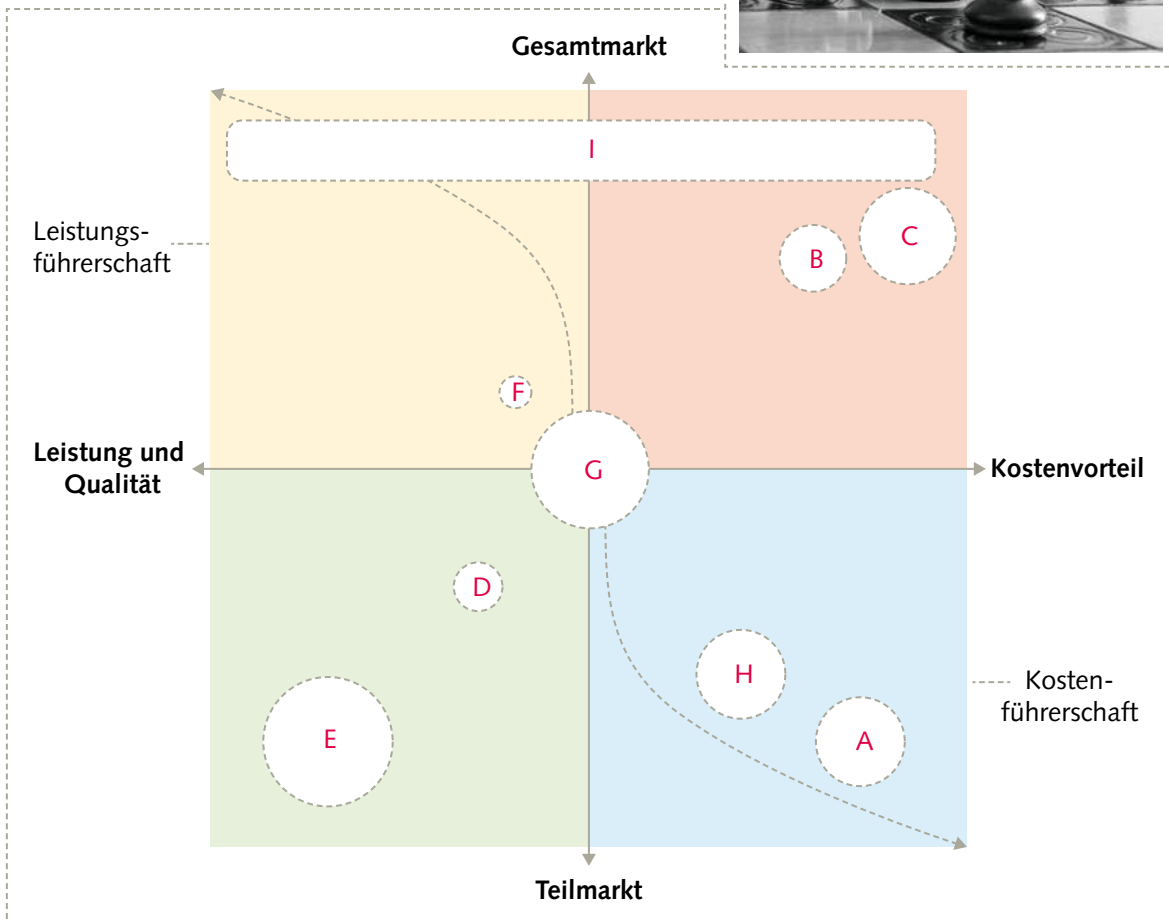 Gesamtmarkt
I
Leistungs-
führerschaft
C
B
F
Leistung und
Qualität
G
Kostenvorteil
D
H
Kosten-
führerschaft
E
A
Teilmarkt